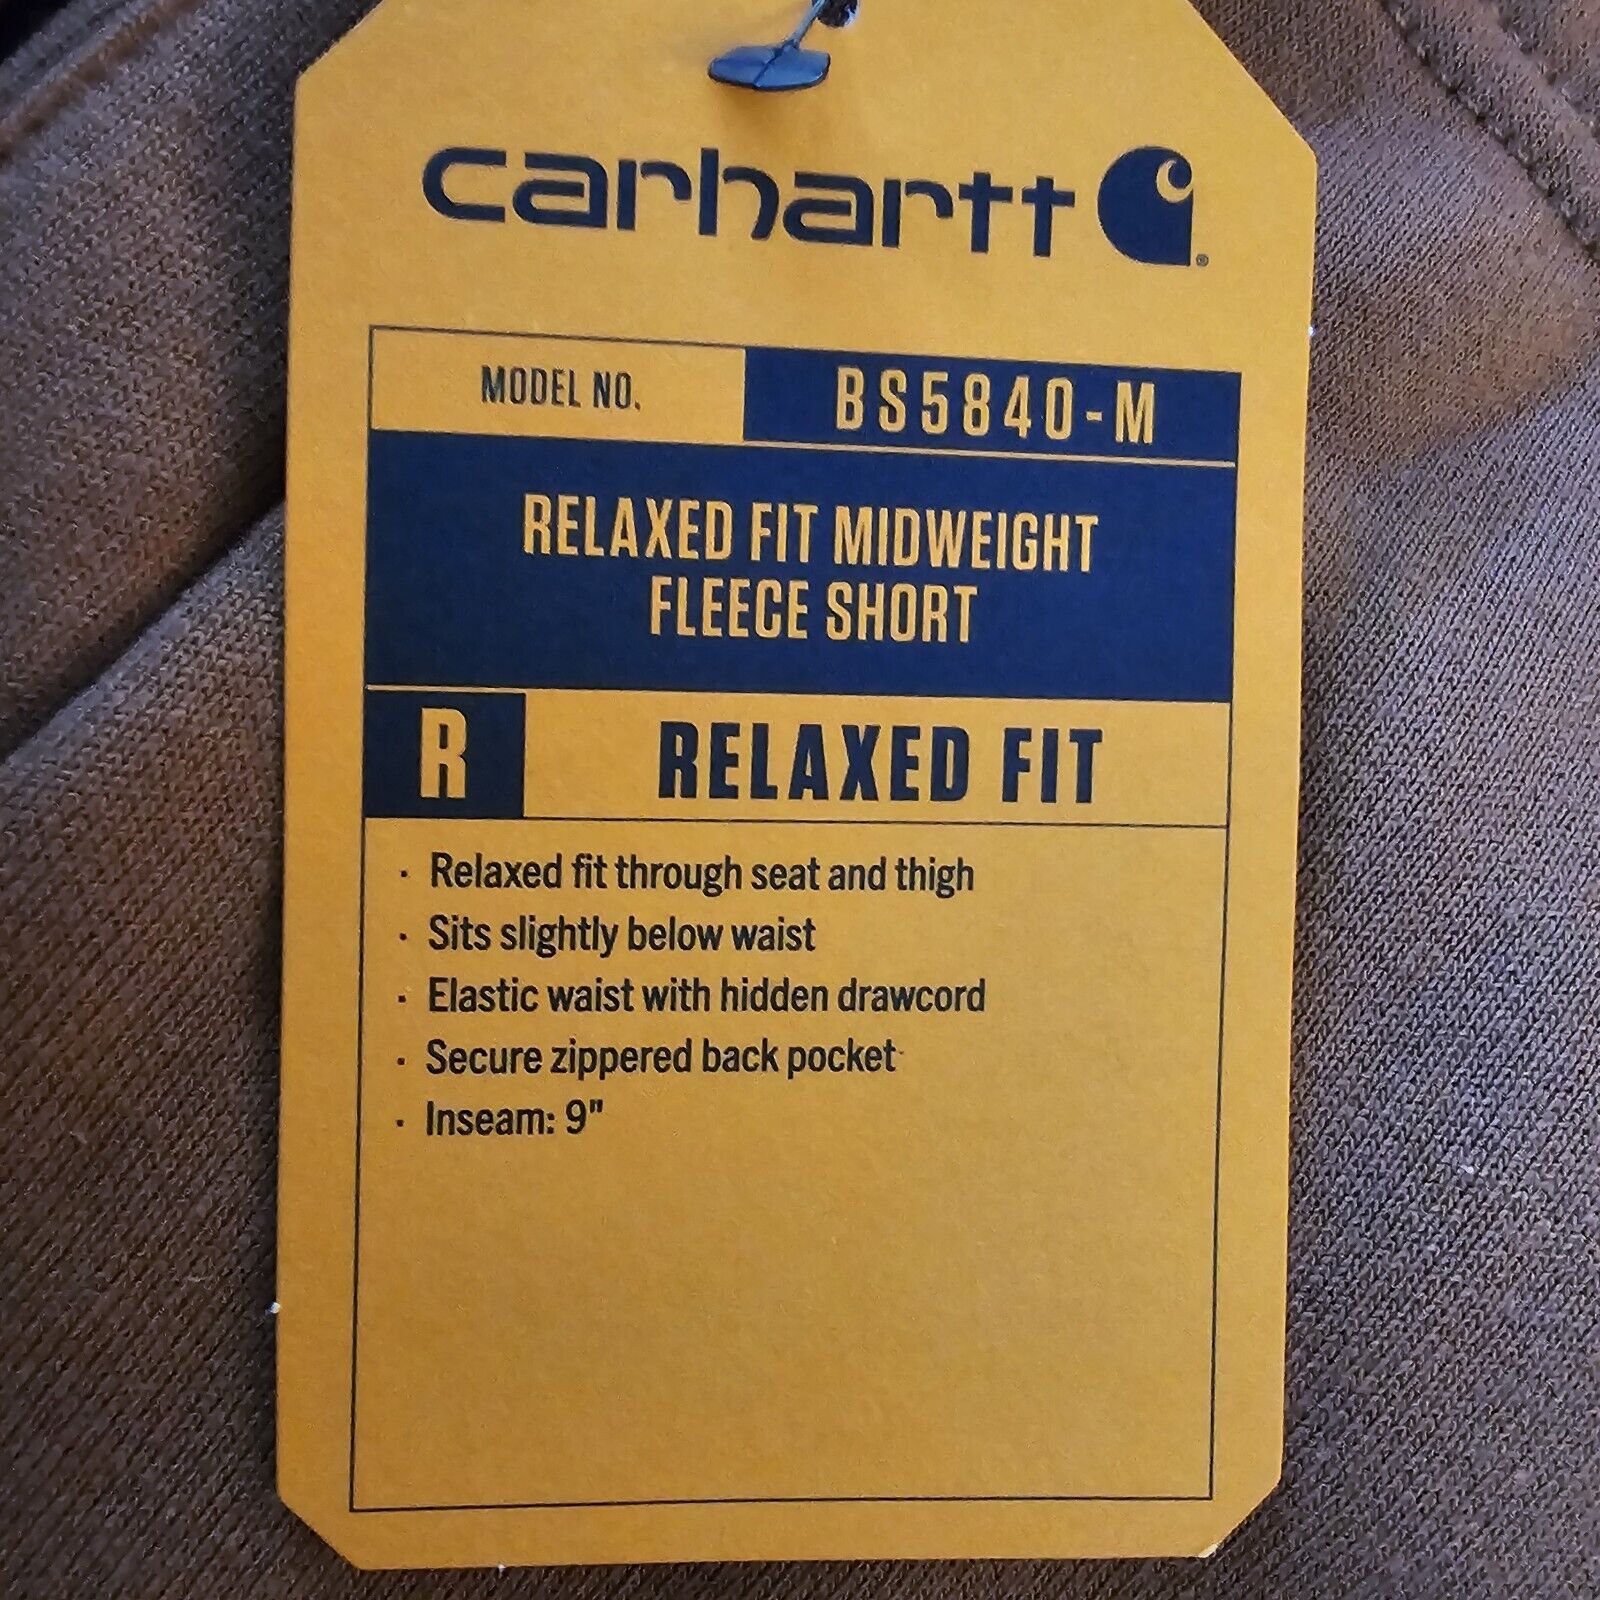 carhartt
MODEL NO. BS5840-M
RELAXED FIT MIDWEIGHT
FLEECE SHORT
R RELAXED FIT
· Relaxed fit through seat and thigh
· Sits slightly below waist
· Elastic waist with hidden drawcord
· Secure zippered back pocket
· Inseam: 9"